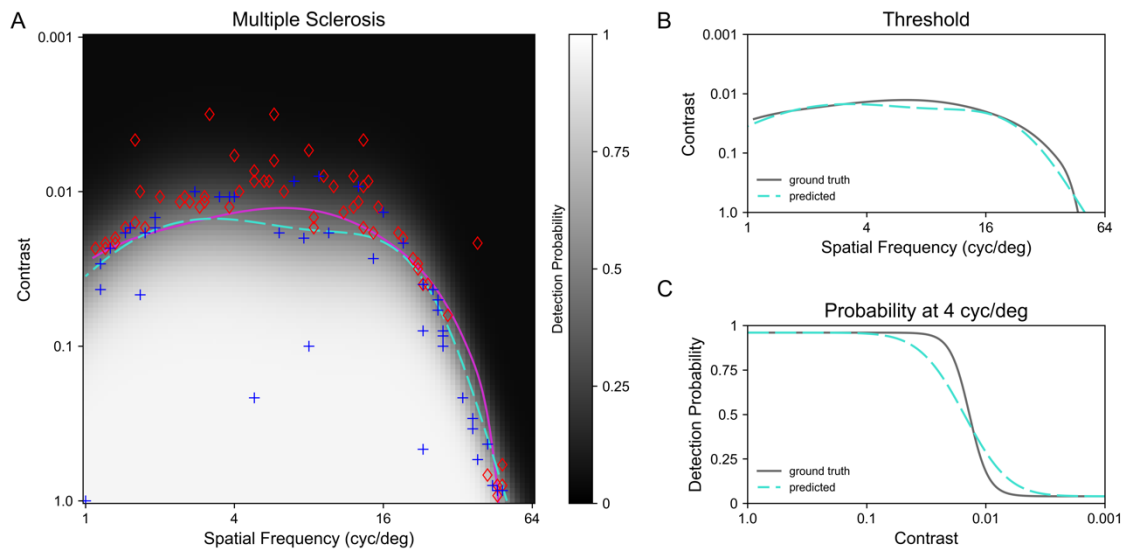 A
Multiple Sclerosis
0.001
0.01
0.1
1.0
Contrast
1
4
16
64
Spatial Frequency (cyc/deg)
1
0.75
0.5
0.25
0
Detection Probability
B
Threshold
0.001
0.01
0.1
1.0
Contrast
ground truth
predicted
1
4
16
64
Spatial Frequency (cyc/deg)
C
Probability at 4 cyc/deg
1
0.75
0.5
0.25
0
Detection Probability
ground truth
predicted
1.0
0.1
0.01
0.001
Contrast